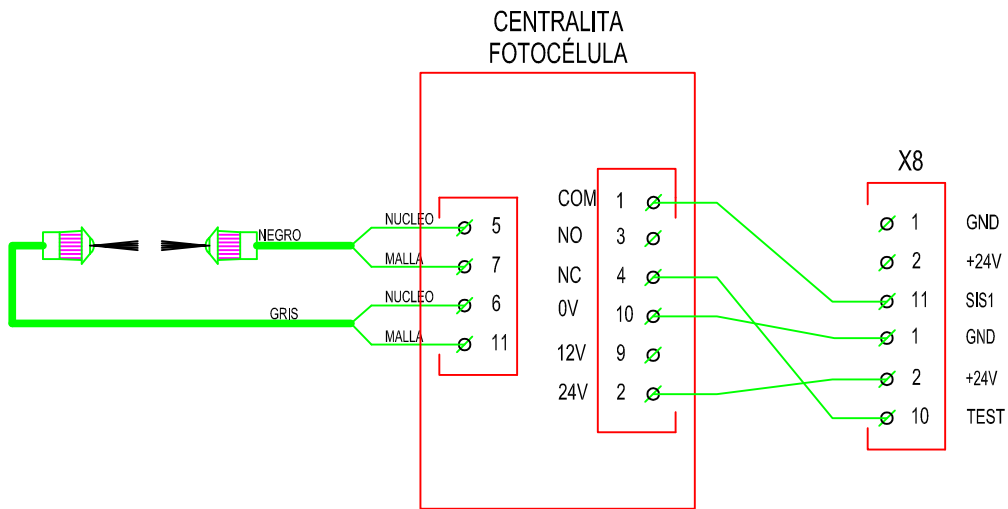 CENTRALITA
FOTOCÉLULA
X8
NEGRO
GRIS
NUCLEO 5
MALLA 7
NUCLEO 6
MALLA 11
COM 1
NO 3
NC 4
0V 10
12V 9
24V 2
1 GND
2 +24V
11 SIS1
1 GND
2 +24V
10 TEST